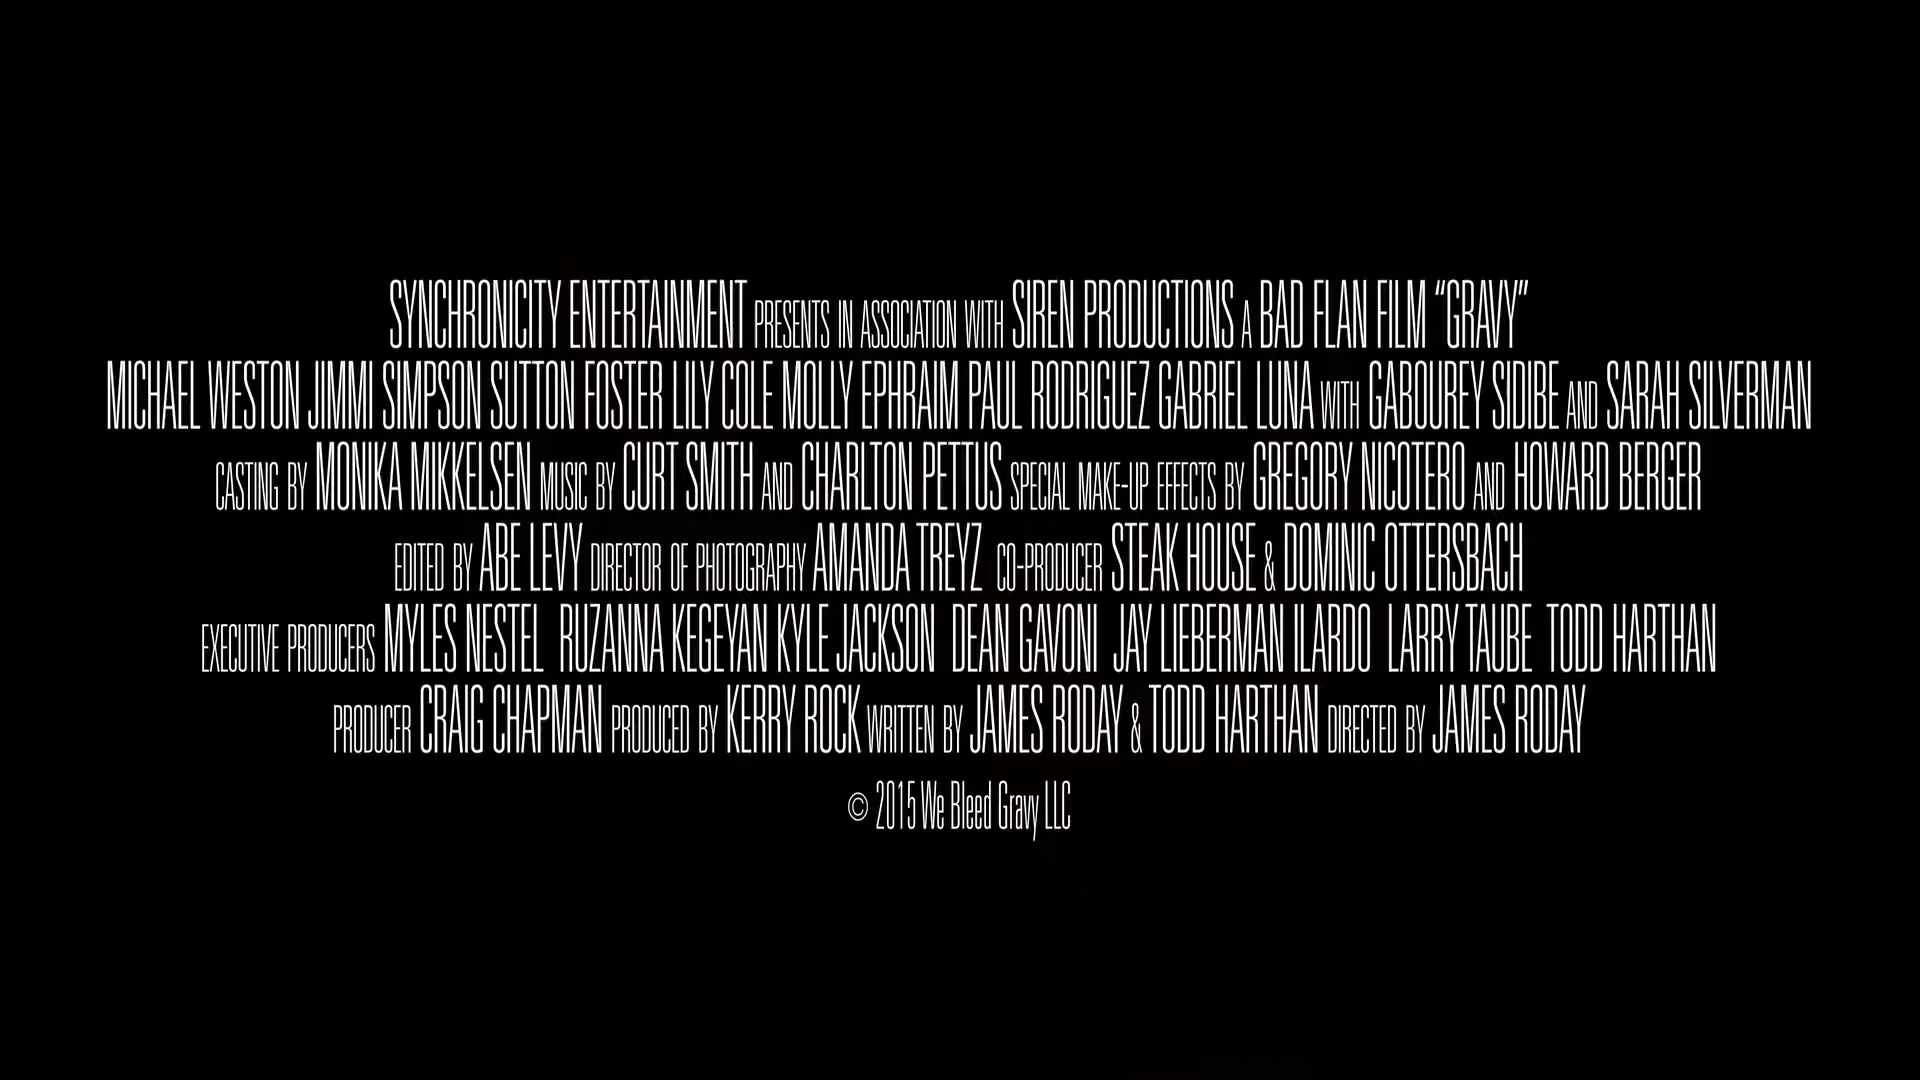 SYNCHRONICITY ENTERTAINMENT PRESENTS IN ASSOCIATION WITH SIREN PRODUCTIONS A BAD FLAN FILM “GRAVY”
MICHAEL WESTON JIMMI SIMPSON SUTTON FOSTER LILY COLE MOLLY EPHRAIM PAUL RODRIGUEZ GABRIEL LUNA WITH GABOUREY SIDIBE AND SARAH SILVERMAN
CASTING BY MONIKA MIKKELSEN MUSIC BY CURT SMITH AND CHARLTON PETTUS SPECIAL MAKE-UP EFFECTS BY GREGORY NICOTERO AND HOWARD BERGER
EDITED BY ABE LEVY DIRECTOR OF PHOTOGRAPHY AMANDA TREYZ CO-PRODUCER STEAK HOUSE & DOMINIC OTTERSBACH
EXECUTIVE PRODUCERS MYLES NESTEL RUZANNA KEGEYAN KYLE JACKSON DEAN GAVONI JAY LIEBERMAN ILARDO LARRY TAUBE TODD HARTHAN
PRODUCER CRAIG CHAPMAN PRODUCED BY KERRY ROCK WRITTEN BY JAMES RODAY & TODD HARTHAN DIRECTED BY JAMES RODAY
© 2015 We Bleed Gravy LLC